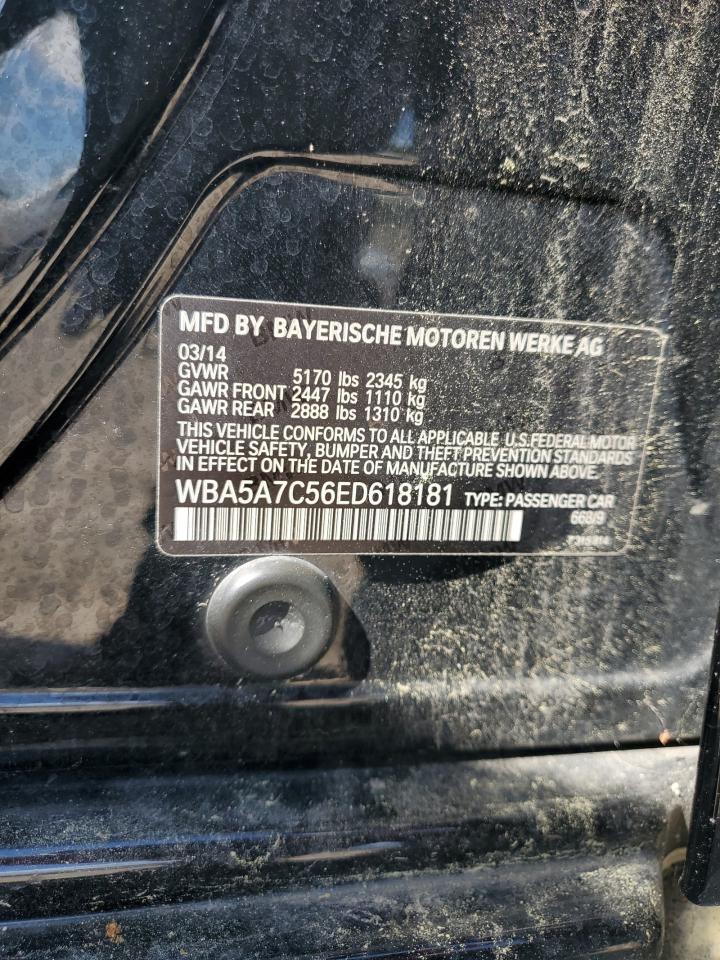 MFD BY BAYERISCHE MOTOREN WERKE AG
03/14
GVWR 5170 lbs 2345 kg
GAWR FRONT 2447 lbs 1110 kg
GAWR REAR 2888 lbs 1310 kg
THIS VEHICLE CONFORMS TO ALL APPLICABLE U.S.FEDERAL MOTOR
VEHICLE SAFETY, BUMPER AND THEFT PREVENTION STANDARDS
IN EFFECT ON THE DATE OF MANUFACTURE SHOWN ABOVE.
WBA5A7C56ED618181 TYPE: PASSENGER CAR
668/9